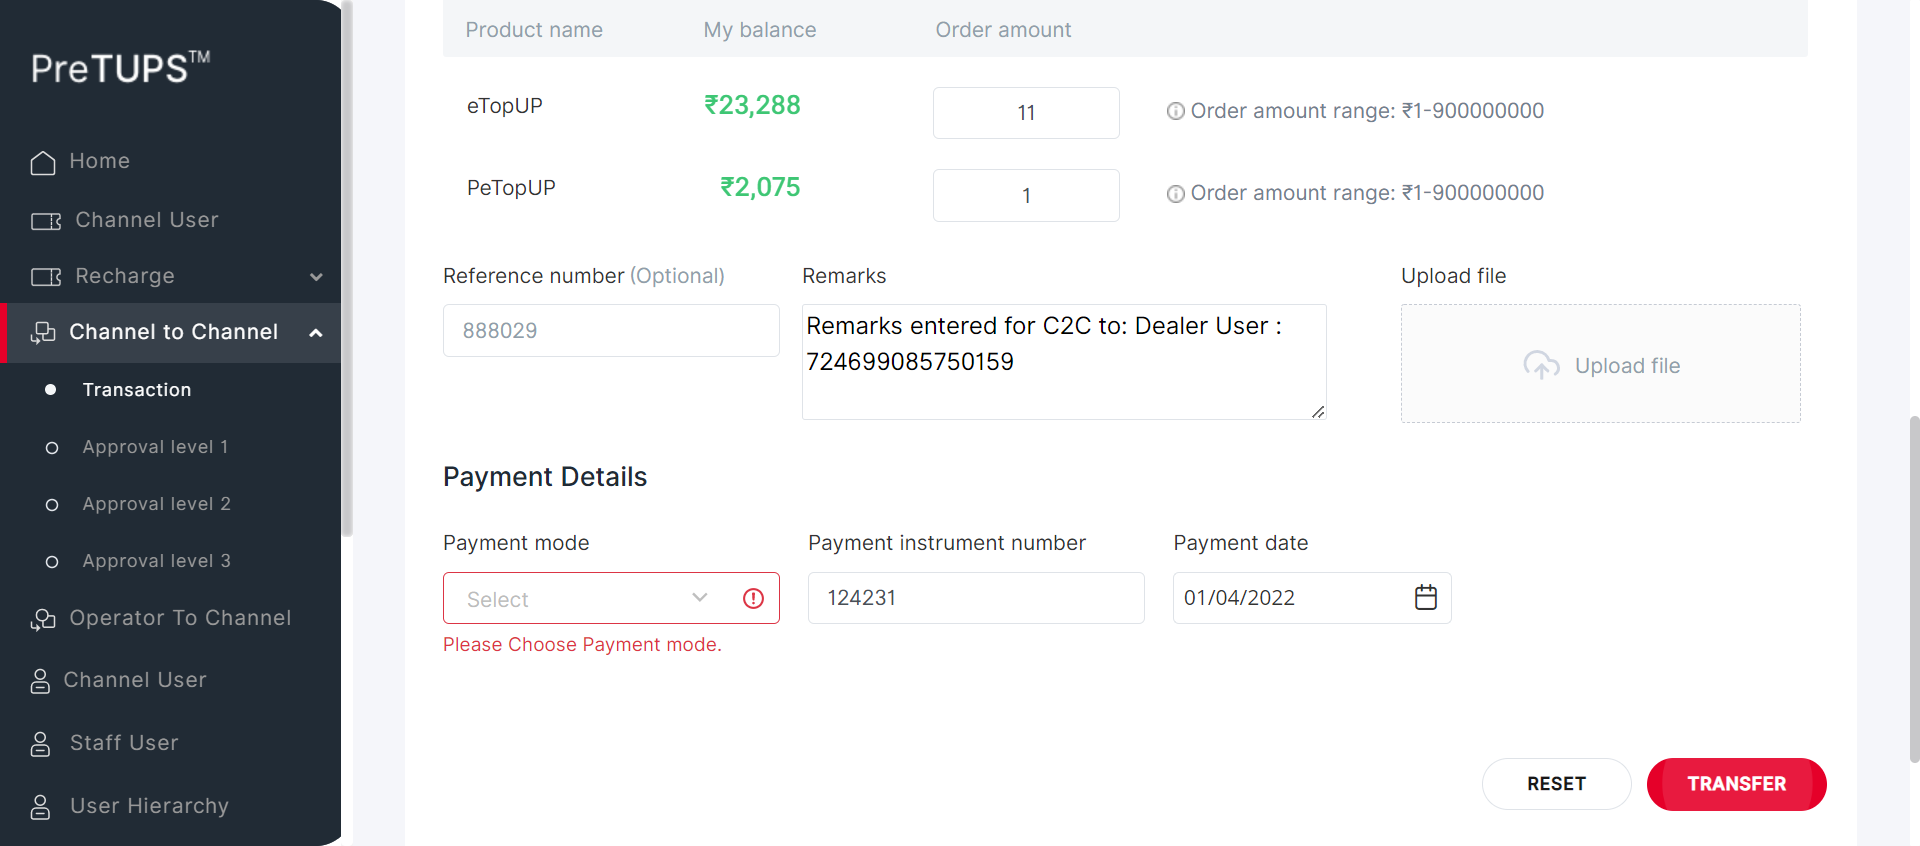 PreTUPS™
Home
Channel User
Recharge
Channel to Channel
Transaction
Approval level 1
Approval level 2
Approval level 3
Operator To Channel
Channel User
Staff User
User Hierarchy
Product name My balance Order amount
eTopUP ₹23,288 11 Order amount range: ₹1-900000000
PeTopUP ₹2,075 1 Order amount range: ₹1-900000000
Reference number (Optional) Remarks Upload file
888029
Remarks entered for C2C to: Dealer User :
724699085750159
Upload file
Payment Details
Payment mode Payment instrument number Payment date
Select 124231 01/04/2022
Please Choose Payment mode.
RESET TRANSFER